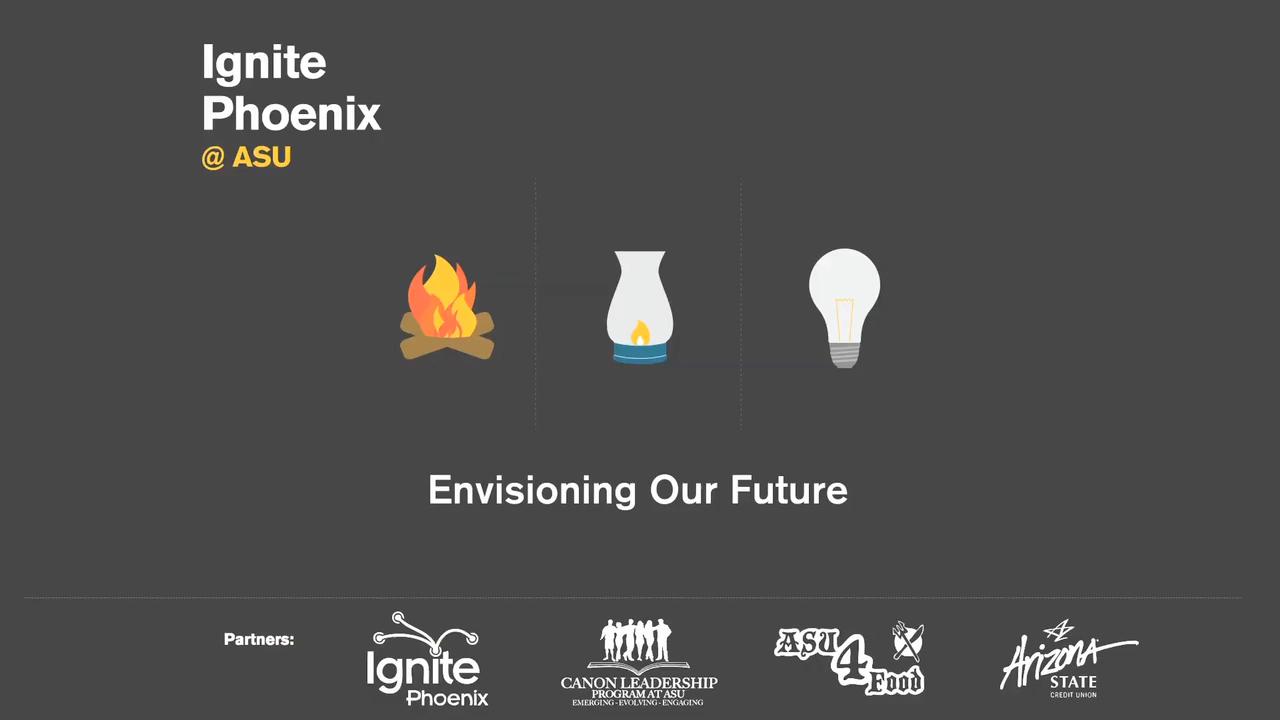 Ignite
Phoenix
@ ASU
Envisioning Our Future
Partners:
Ignite
Phoenix
CANON LEADERSHIP
PROGRAM AT ASU
EMERGING - EVOLVING - ENGAGING
ASU
4
Food
Arizona
STATE
CREDIT UNION